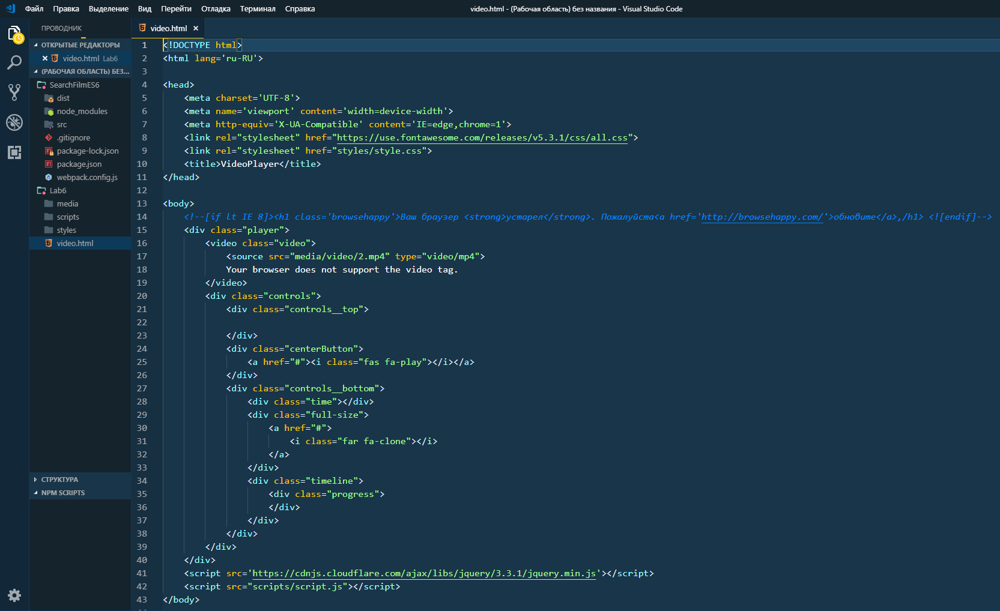 Файл Правка Выделение Вид Перейти Отладка Терминал Справка
video.html - (Рабочая область) без названия - Visual Studio Code
ПРОВОДНИК
ОТКРЫТЫЕ РЕДАКТОРЫ
video.html Lab6
(РАБОЧАЯ ОБЛАСТЬ) БЕЗ...
SearchFilmES6
dist
node_modules
src
.gitignore
package-lock.json
package.json
webpack.config.js
Lab6
media
scripts
styles
video.html
СТРУКТУРА
NPM SCRIPTS
video.html
1 <!DOCTYPE html>
2 <html lang='ru-RU'>
3
4 <head>
5 <meta charset='UTF-8'>
6 <meta name='viewport' content='width=device-width'>
7 <meta http-equiv='X-UA-Compatible' content='IE=edge,chrome=1'>
8 <link rel="stylesheet" href="https://use.fontawesome.com/releases/v5.3.1/css/all.css">
9 <link rel="stylesheet" href="styles/style.css">
10 <title>VideoPlayer</title>
11 </head>
12
13 <body>
14 <!--[if lt IE 8]><h1 class='browsehappy'>Ваш браузер <strong>устарел</strong>. Пожалуйста<a href='http://browsehappy.com/'>обновите</a>,/h1> <![endif]-->
15 <div class="player">
16 <video class="video">
17 <source src="media/video/2.mp4" type="video/mp4">
18 Your browser does not support the video tag.
19 </video>
20 <div class="controls">
21 <div class="controls__top">
22
23 </div>
24 <div class="centerButton">
25 <a href="#"><i class="fas fa-play"></i></a>
26 </div>
27 <div class="controls__bottom">
28 <div class="time"></div>
29 <div class="full-size">
30 <a href="#">
31 <i class="far fa-clone"></i>
32 </a>
33 </div>
34 <div class="timeline">
35 <div class="progress">
36 </div>
37 </div>
38 </div>
39 </div>
40 </div>
41 <script src='https://cdnjs.cloudflare.com/ajax/libs/jquery/3.3.1/jquery.min.js'></script>
42 <script src="scripts/script.js"></script>
43 </body>